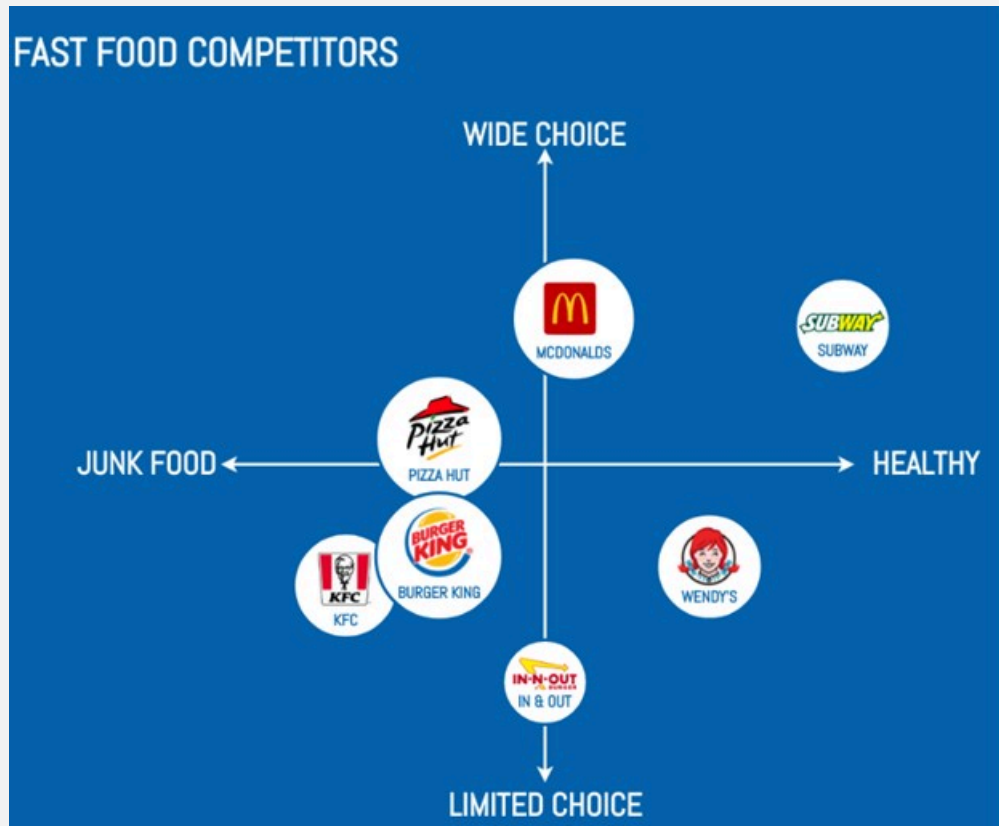 FAST FOOD COMPETITORS
WIDE CHOICE
MCDONALDS
SUBWAY
SUBWAY
Pizza
Hut
PIZZA HUT
JUNK FOOD
HEALTHY
BURGER
KING
BURGER KING
KFC
KFC
WENDY'S
IN-N-OUT
BURGER
IN & OUT
LIMITED CHOICE